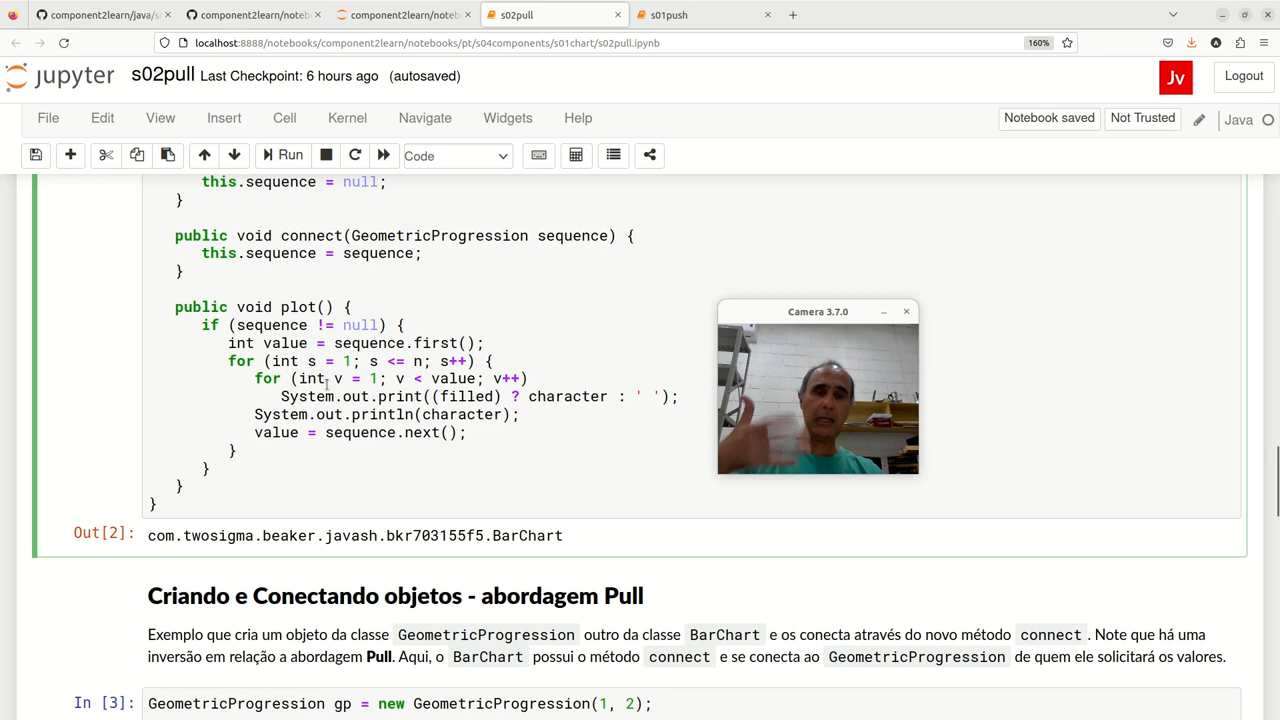 component2learn/java/s
component2learn/notebo
component2learn/note
s02pull
s01push
localhost:8888/notebooks/component2learn/notebooks/pt/s04components/s01chart/s02pull.ipynb
160%
jupyter s02pull Last Checkpoint: 6 hours ago (autosaved)
Jv
Logout
File Edit View Insert Cell Kernel Navigate Widgets Help
Notebook saved Not Trusted Java
Run Code
this.sequence = null;
}
public void connect(GeometricProgression sequence) {
this.sequence = sequence;
}
public void plot() {
if (sequence != null) {
int value = sequence.first();
for (int s = 1; s <= n; s++) {
for (int v = 1; v < value; v++)
System.out.print((filled) ? character : ' ');
System.out.println(character);
value = sequence.next();
}
}
}
}
Camera 3.7.0
Out[2]: com.twosigma.beaker.javash.bkr703155f5.BarChart
Criando e Conectando objetos - abordagem Pull
Exemplo que cria um objeto da classe GeometricProgression outro da classe BarChart e os conecta através do novo método connect . Note que há uma
inversão em relação a abordagem Pull. Aqui, o BarChart possui o método connect e se conecta ao GeometricProgression de quem ele solicitará os valores.
In [3]: GeometricProgression gp = new GeometricProgression(1, 2);